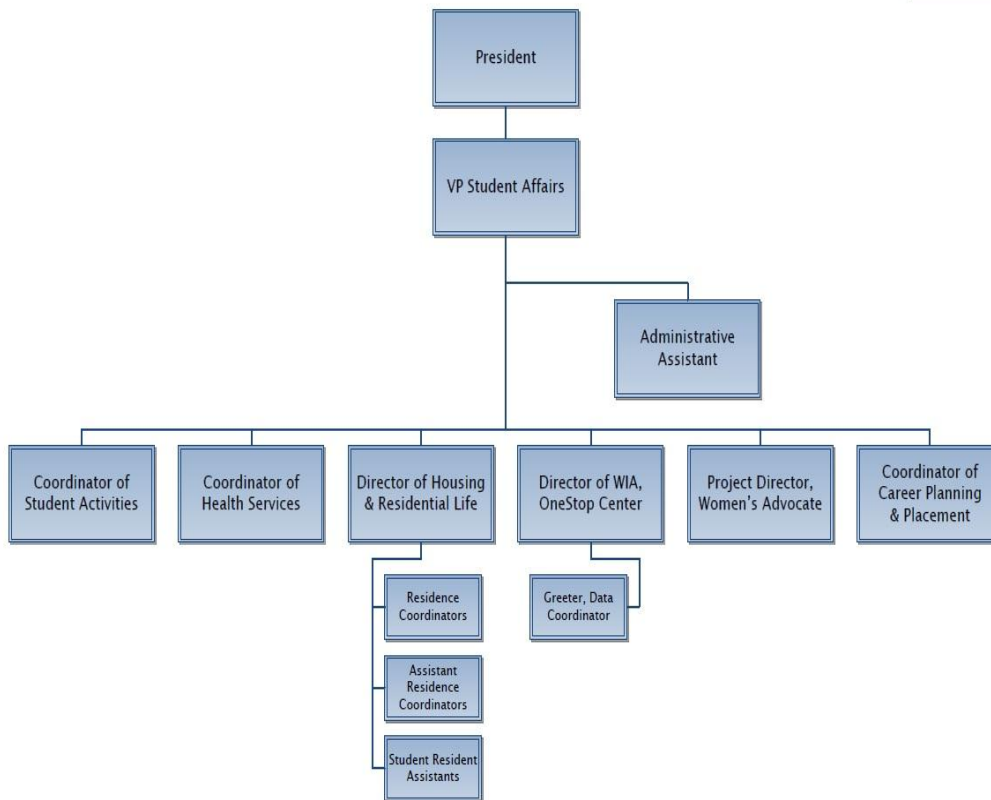 President
VP Student Affairs
Administrative
Assistant
Coordinator of
Student Activities
Coordinator of
Health Services
Director of Housing
& Residential Life
Director of WIA,
OneStop Center
Project Director,
Women's Advocate
Coordinator of
Career Planning
& Placement
Residence
Coordinators
Assistant
Residence
Coordinators
Student Resident
Assistants
Greeter, Data
Coordinator